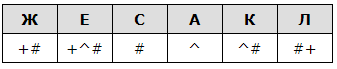 Ж Е С А К Л
+# +^# # ^ ^# #+